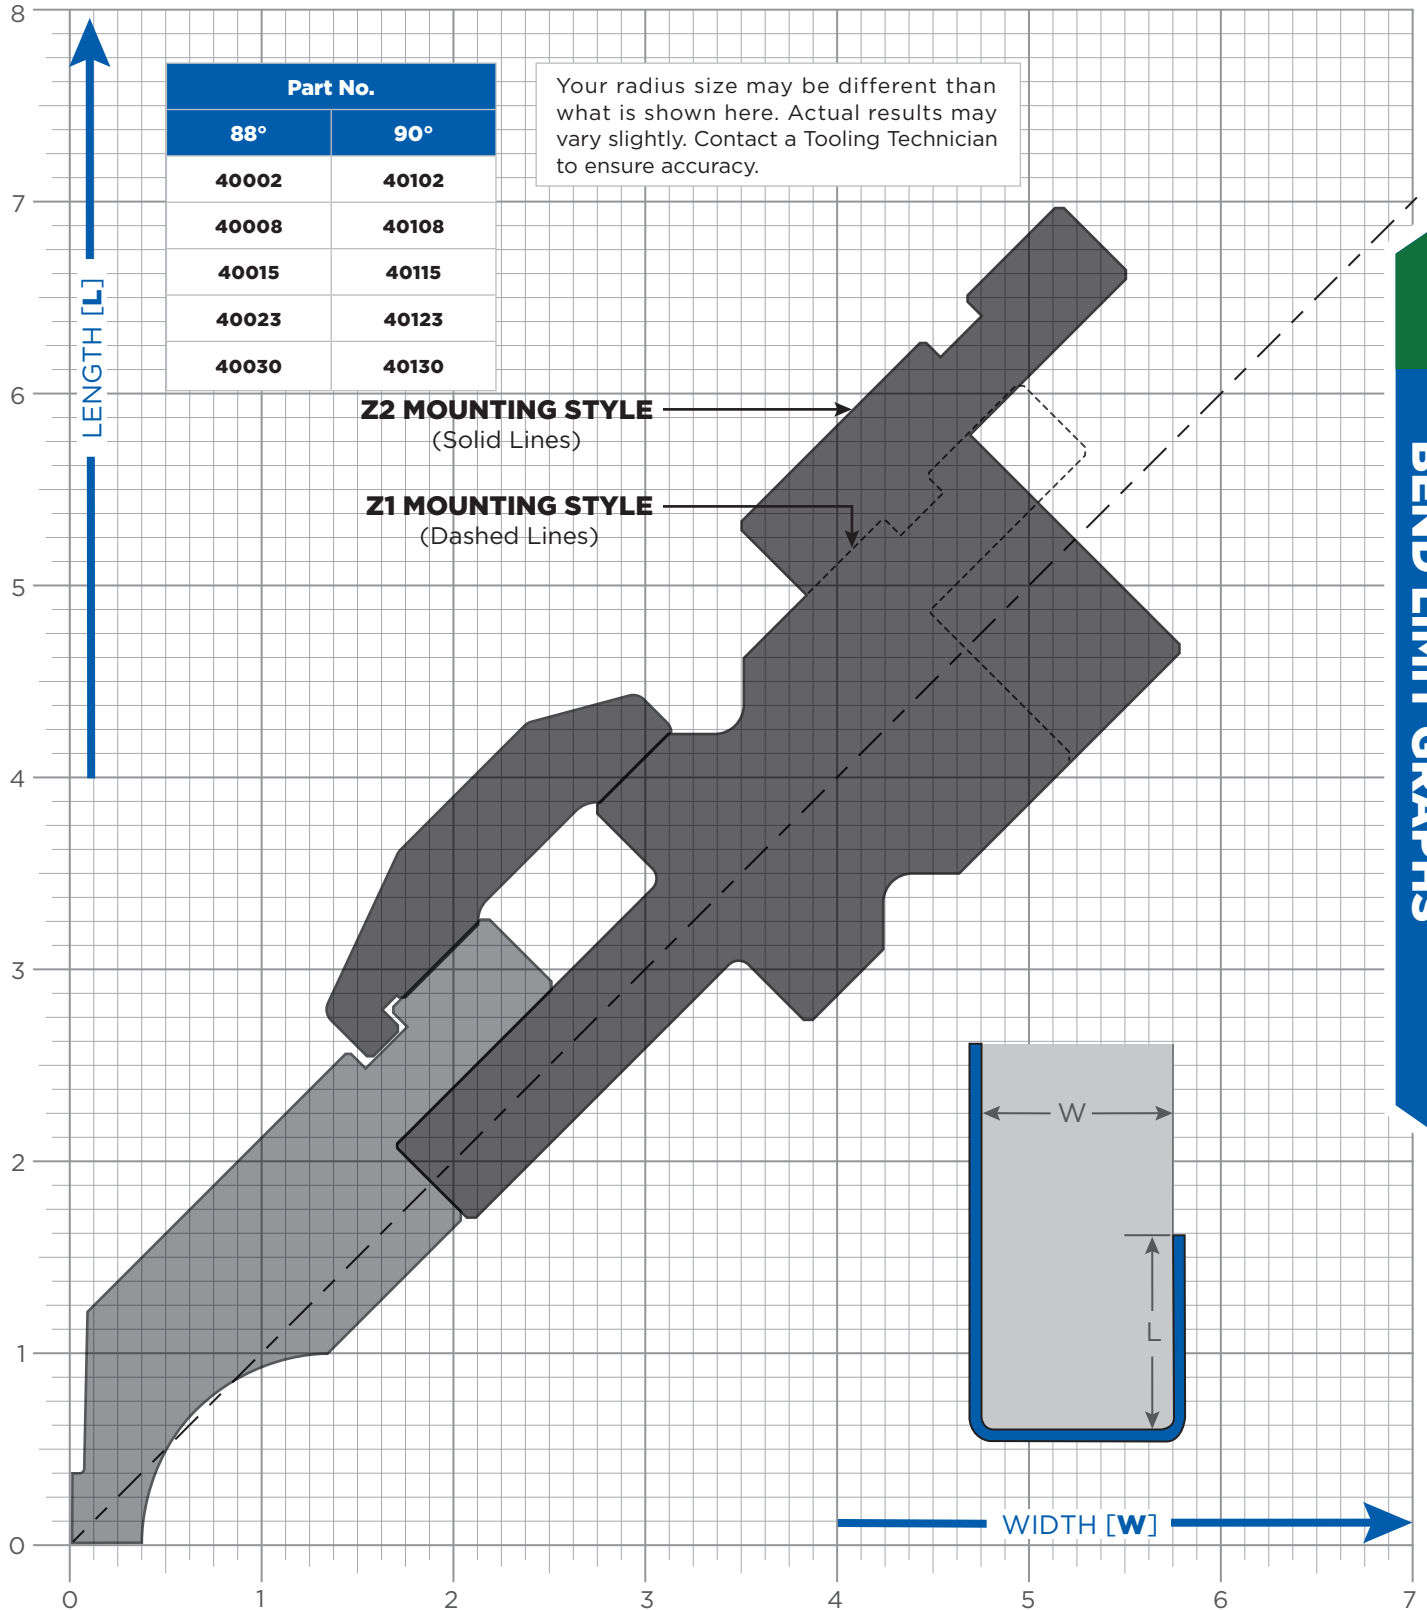 8
7
6
5
4
3
2
1
0
LENGTH [L]
Part No.
88° 90°
40002 40102
40008 40108
40015 40115
40023 40123
40030 40130
Your radius size may be different than
what is shown here. Actual results may
vary slightly. Contact a Tooling Technician
to ensure accuracy.
Z2 MOUNTING STYLE
(Solid Lines)
Z1 MOUNTING STYLE
(Dashed Lines)
BEND LIMIT GRAPHS
W
L
WIDTH [W]
0 1 2 3 4 5 6 7